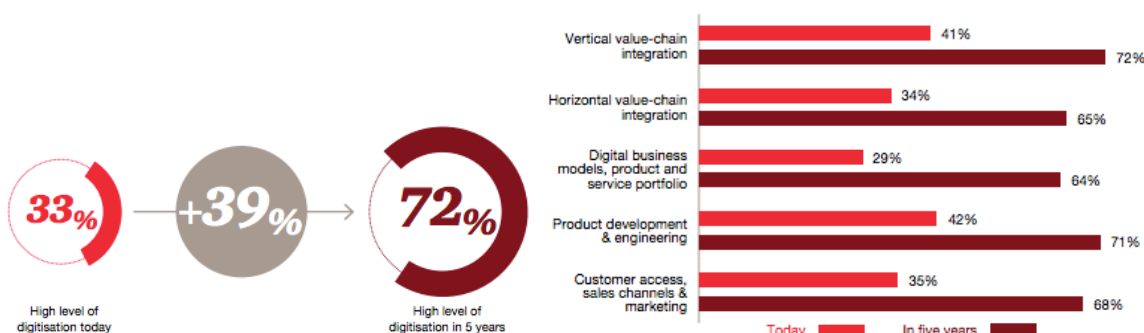 33%
+39%
72%
High level of
digitisation today
High level of
digitisation in 5 years
Vertical value-chain
integration
41%
72%
Horizontal value-chain
integration
34%
65%
Digital business
models, product and
service portfolio
29%
64%
Product development
& engineering
42%
71%
Customer access,
sales channels &
marketing
35%
68%
Today
In five years